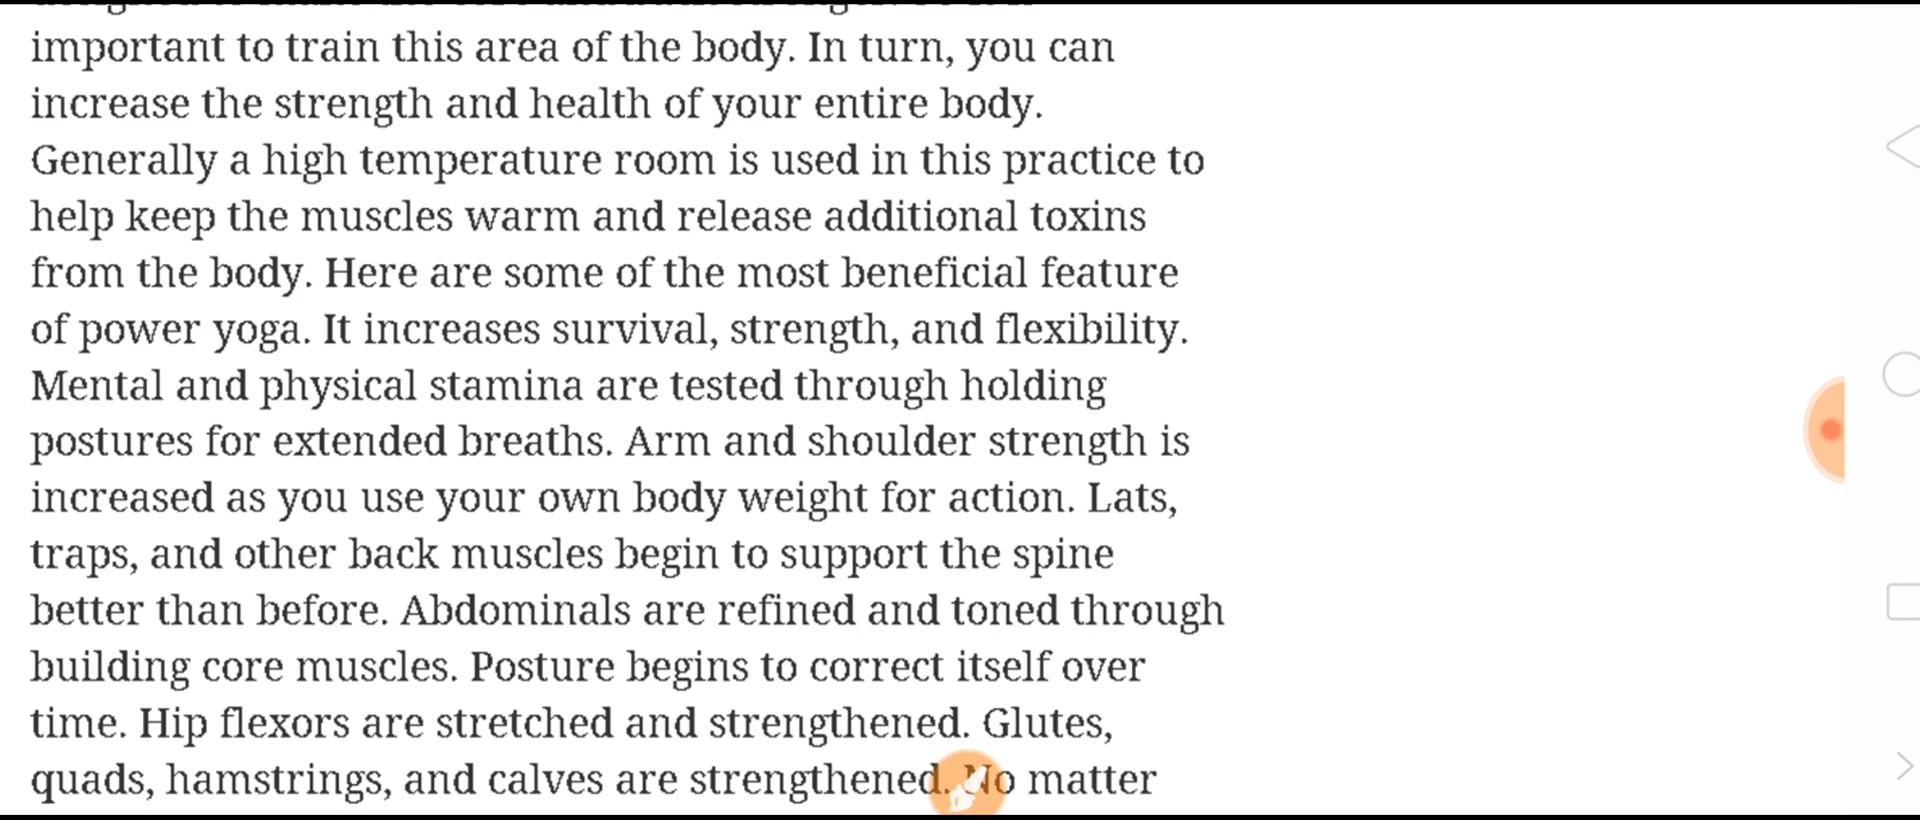 important to train this area of the body. In turn, you can
increase the strength and health of your entire body.
Generally a high temperature room is used in this practice to
help keep the muscles warm and release additional toxins
from the body. Here are some of the most beneficial feature
of power yoga. It increases survival, strength, and flexibility.
Mental and physical stamina are tested through holding
postures for extended breaths. Arm and shoulder strength is
increased as you use your own body weight for action. Lats,
traps, and other back muscles begin to support the spine
better than before. Abdominals are refined and toned through
building core muscles. Posture begins to correct itself over
time. Hip flexors are stretched and strengthened. Glutes,
quads, hamstrings, and calves are strengthened. No matter